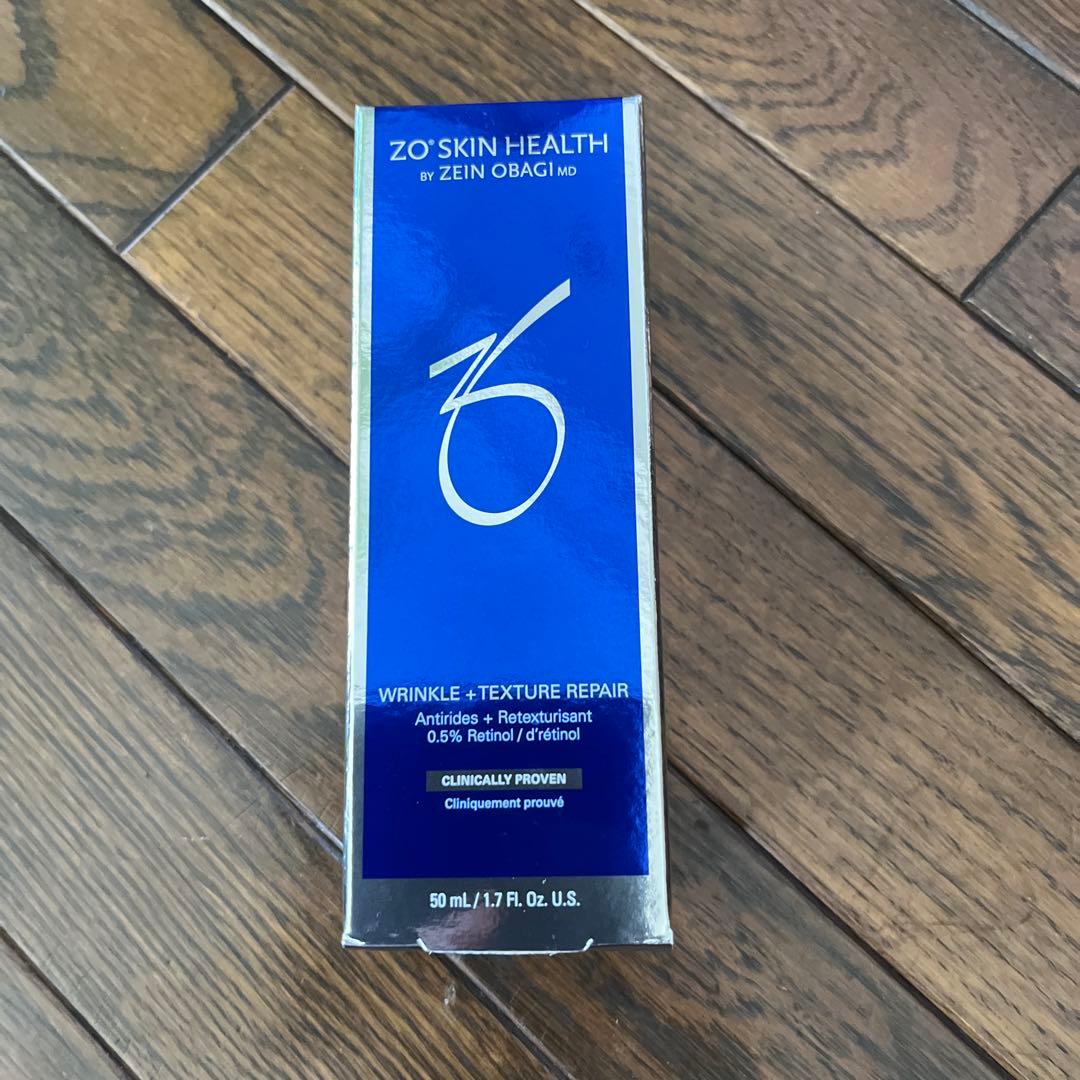 ZO® SKIN HEALTH
BY ZEIN OBAGI MD
WRINKLE + TEXTURE REPAIR
Antirides + Retexturisant
0.5% Retinol / d'rétinol
CLINICALLY PROVEN
Cliniquement prouvé
50 mL / 1.7 Fl. Oz. U.S.